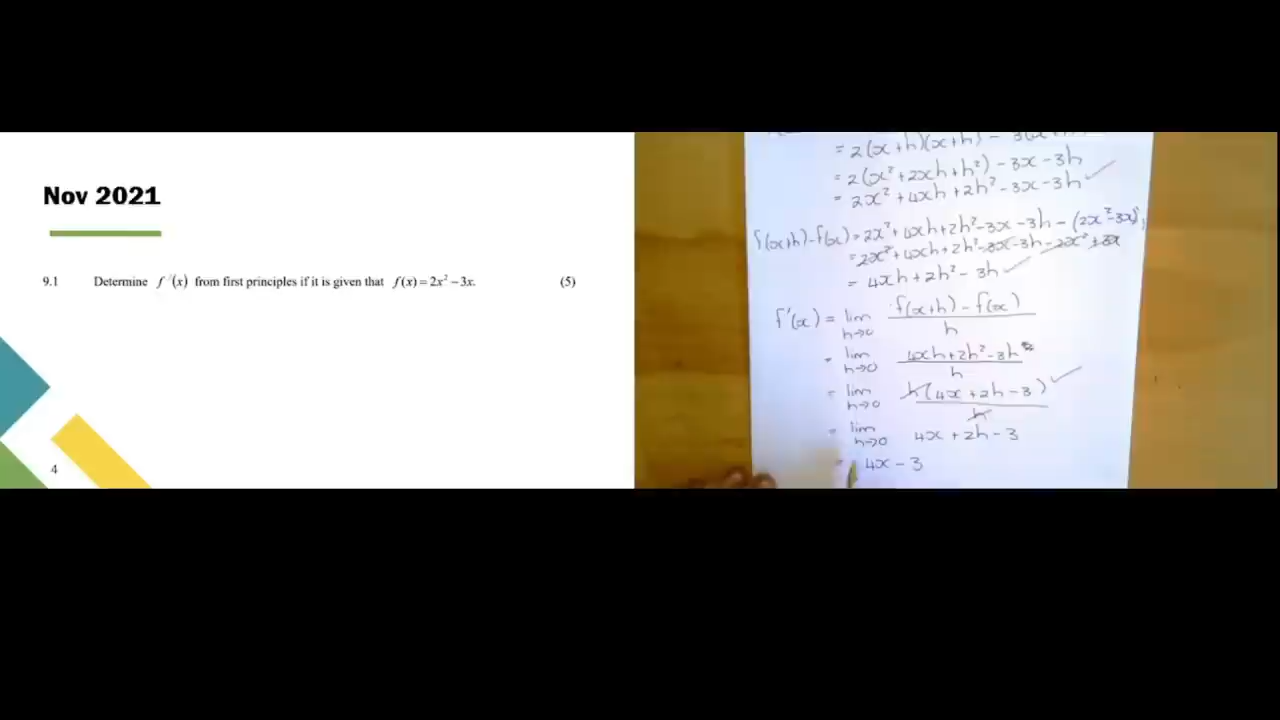 Nov 2021
9.1 Determine f'(x) from first principles if it is given that f(x) = 2x² − 3x. (5)
4
= 2(x+h)(x+h) − 3(x
= 2(x² + 2xh + h²) − 3x − 3h
= 2x² + 4xh + 2h² − 3x − 3h ✓
f(x+h) − f(x) = 2x² + 4xh + 2h² − 3x − 3h − (2x² − 3x)
= 2x² + 4xh + 2h² − 3x − 3h − 2x² + 3x
= 4xh + 2h² − 3h ✓
f'(x) = lim h→0 f(x+h) − f(x) / h
= lim h→0 4xh + 2h² − 3h / h
= lim h→0 h(4x + 2h − 3) / h ✓
= lim h→0 4x + 2h − 3
= 4x − 3